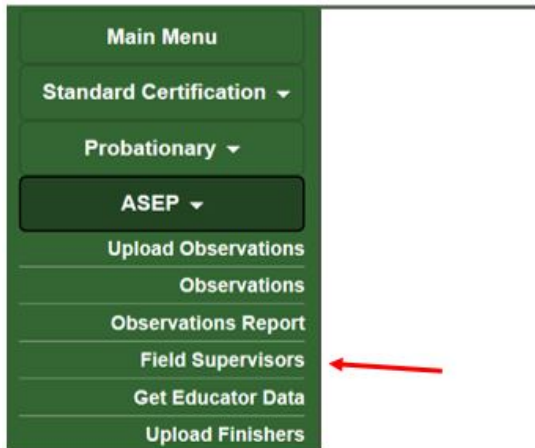 Main Menu
Standard Certification
Probationary
ASEP
Upload Observations
Observations
Observations Report
Field Supervisors
Get Educator Data
Upload Finishers